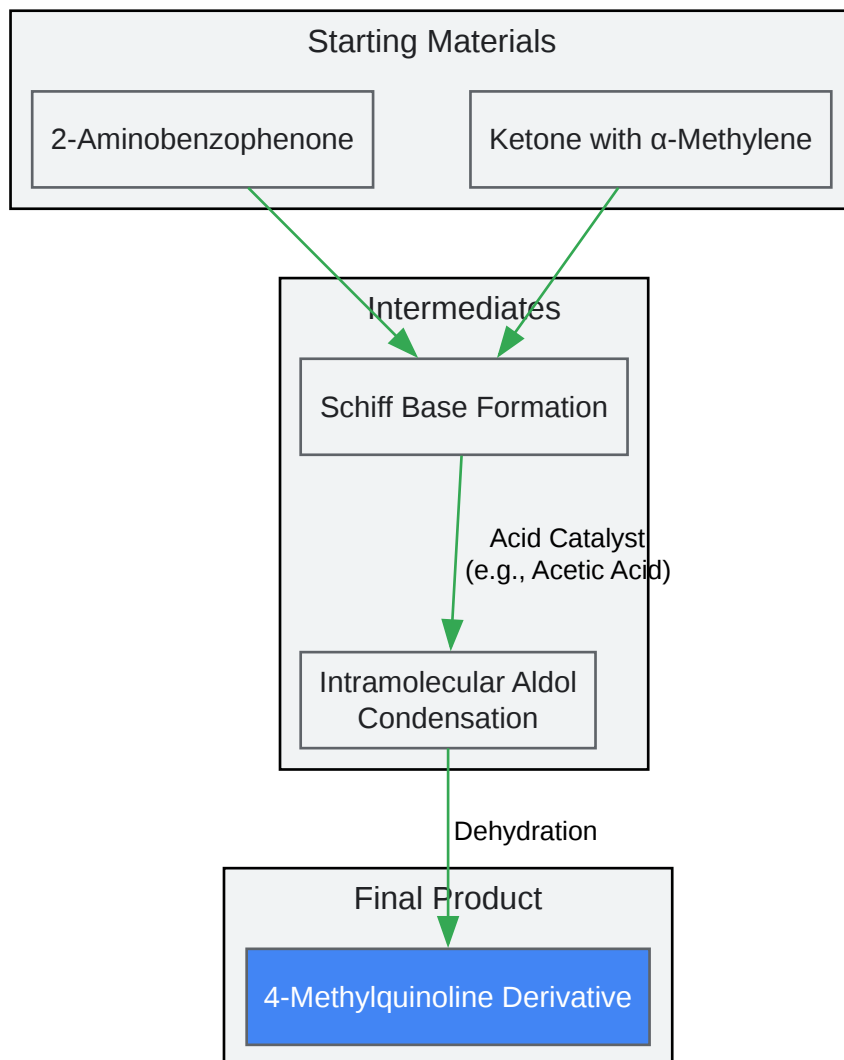 Starting Materials
2-Aminobenzophenone
Ketone with α-Methylene
Intermediates
Schiff Base Formation
Acid Catalyst
(e.g., Acetic Acid)
Intramolecular Aldol
Condensation
Dehydration
Final Product
4-Methylquinoline Derivative